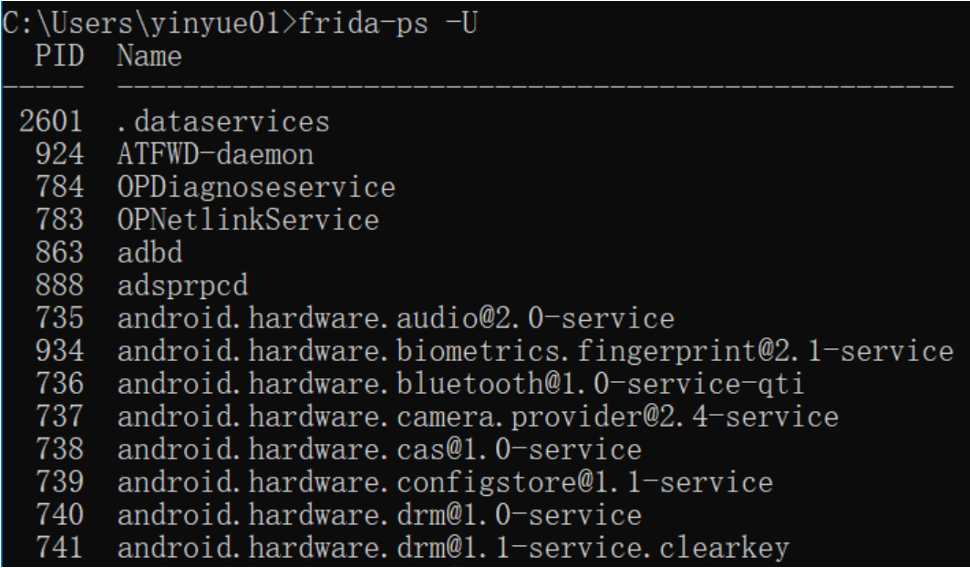 C:\Users\yinyue01>frida-ps -U
  PID  Name
-----  ---------------------------------------------------
 2601  .dataservices
  924  ATFWD-daemon
  784  OPDiagnoseservice
  783  OPNetlinkService
  863  adbd
  888  adsprpcd
  735  android.hardware.audio@2.0-service
  934  android.hardware.biometrics.fingerprint@2.1-service
  736  android.hardware.bluetooth@1.0-service-qti
  737  android.hardware.camera.provider@2.4-service
  738  android.hardware.cas@1.0-service
  739  android.hardware.configstore@1.1-service
  740  android.hardware.drm@1.0-service
  741  android.hardware.drm@1.1-service.clearkey